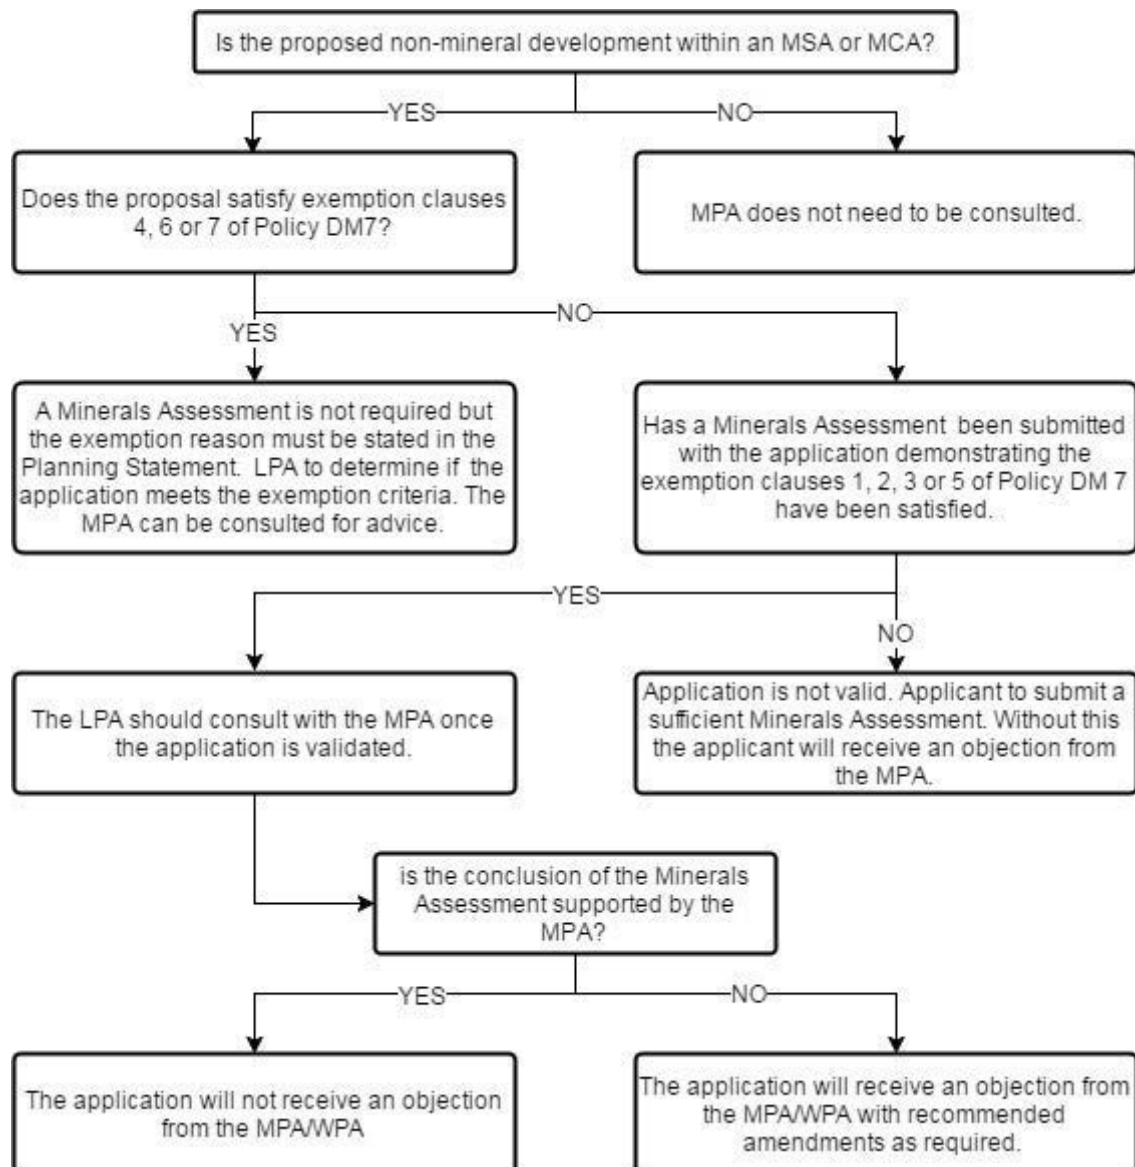 Is the proposed non-mineral development within an MSA or MCA?
YES
NO
Does the proposal satisfy exemption clauses
4, 6 or 7 of Policy DM7?
MPA does not need to be consulted.
YES
NO
A Minerals Assessment is not required but
the exemption reason must be stated in the
Planning Statement. LPA to determine if the
application meets the exemption criteria. The
MPA can be consulted for advice.
Has a Minerals Assessment been submitted
with the application demonstrating the
exemption clauses 1, 2, 3 or 5 of Policy DM 7
have been satisfied.
YES
NO
The LPA should consult with the MPA once
the application is validated.
Application is not valid. Applicant to submit a
sufficient Minerals Assessment. Without this
the applicant will receive an objection from
the MPA.
is the conclusion of the Minerals
Assessment supported by the
MPA?
YES
NO
The application will not receive an objection
from the MPA/WPA
The application will receive an objection from
the MPA/WPA with recommended
amendments as required.